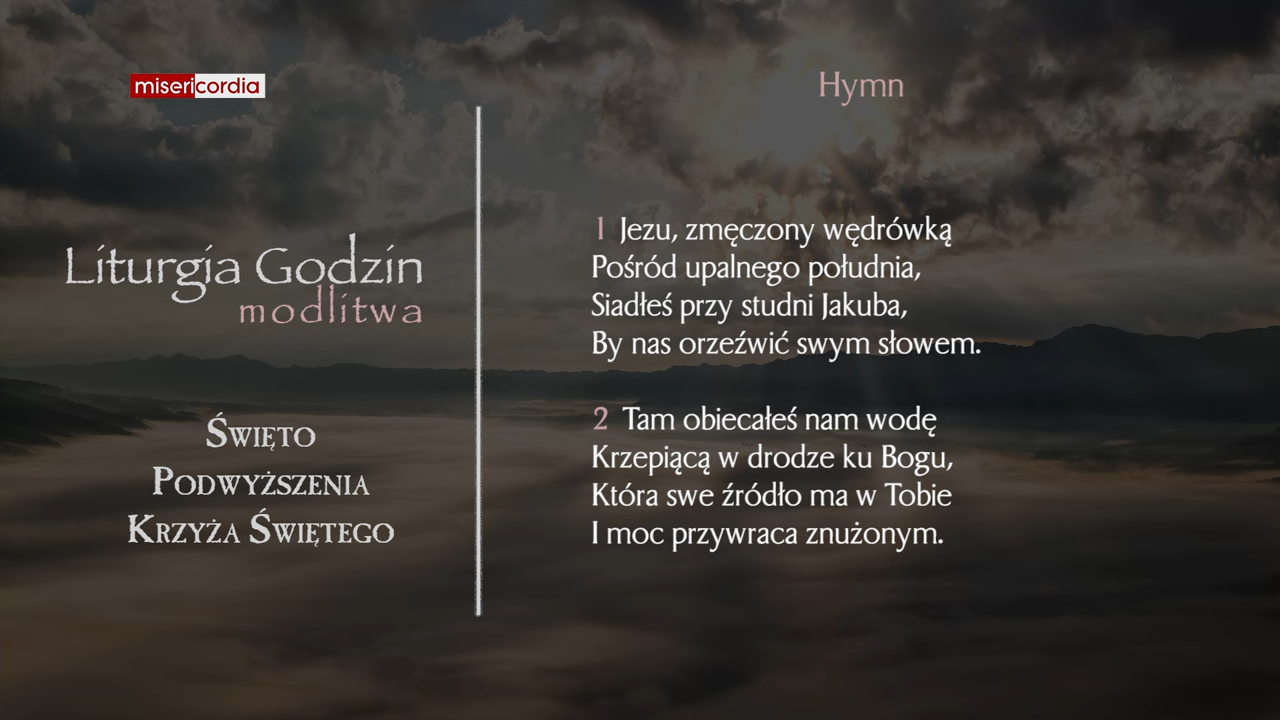 misericordia
Liturgia Godzin
modlitwa
Święto
Podwyższenia
Krzyża Świętego
Hymn
1 Jezu, zmęczony wędrówką
Pośród upalnego południa,
Siadłeś przy studni Jakuba,
By nas orzeźwić swym słowem.
2 Tam obiecałeś nam wodę
Krzepiącą w drodze ku Bogu,
Która swe źródło ma w Tobie
I moc przywraca znużonym.